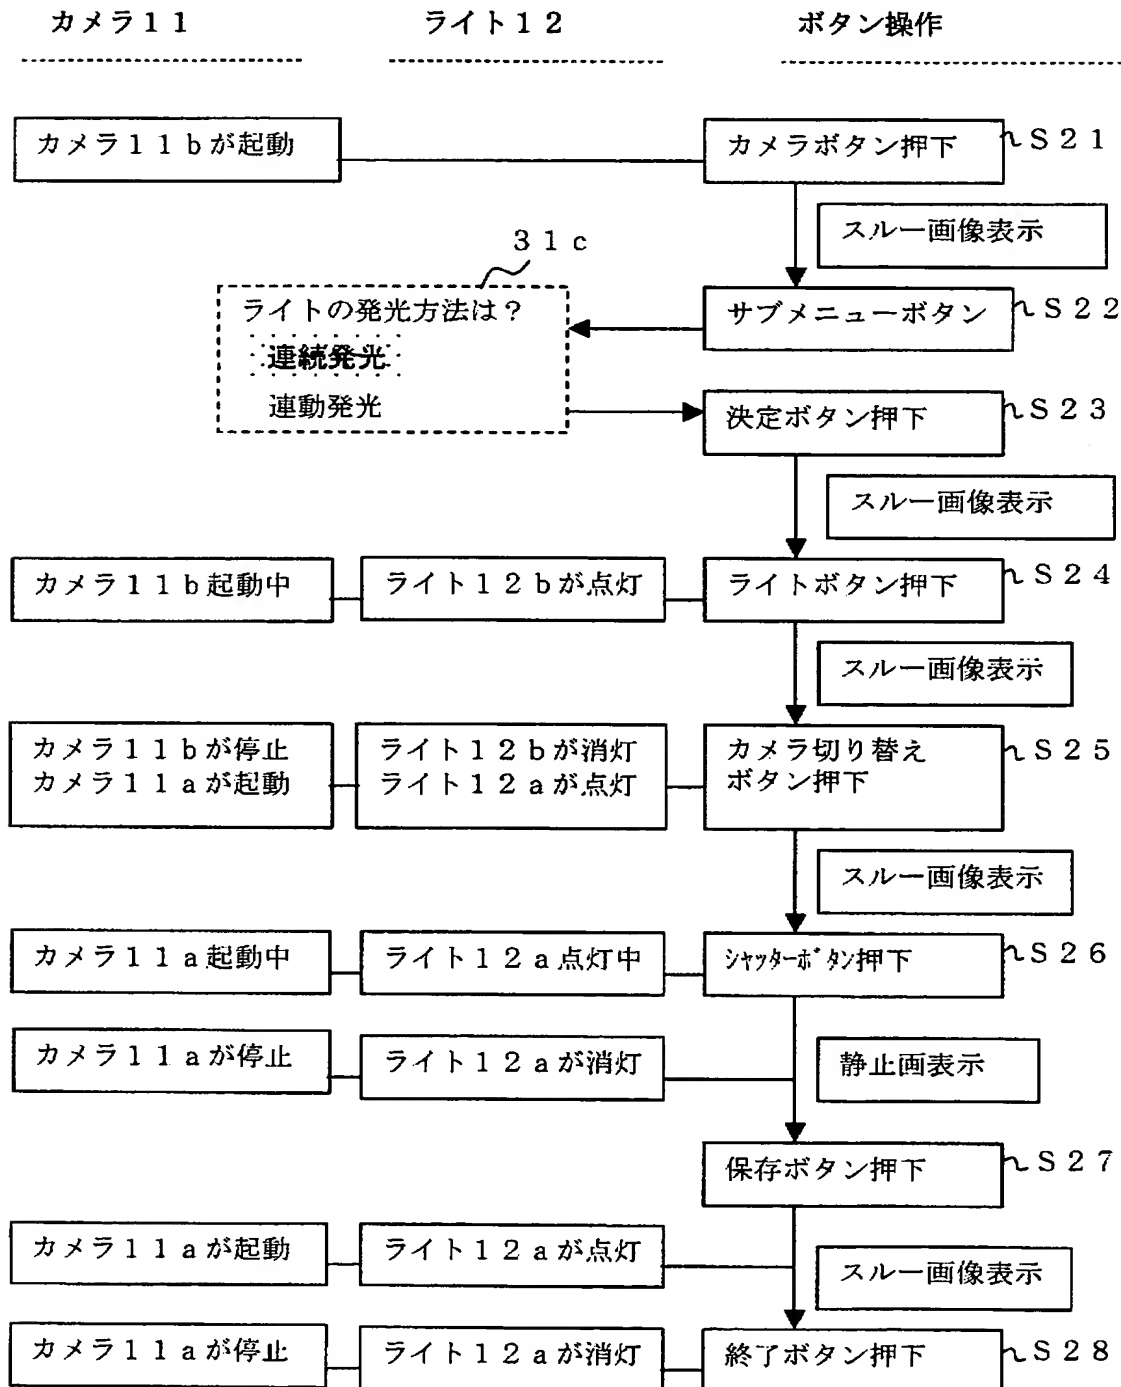 カメラ１１ ライト１２ ボタン操作
カメラ１１ｂが起動 カメラボタン押下 Ｓ２１
スルー画像表示
３１ｃ
ライトの発光方法は？ サブメニューボタン Ｓ２２
連続発光
連動発光 決定ボタン押下 Ｓ２３
スルー画像表示
カメラ１１ｂ起動中 ライト１２ｂが点灯 ライトボタン押下 Ｓ２４
スルー画像表示
カメラ１１ｂが停止 ライト１２ｂが消灯 カメラ切り替え Ｓ２５
カメラ１１ａが起動 ライト１２ａが点灯 ボタン押下
スルー画像表示
カメラ１１ａ起動中 ライト１２ａ点灯中 ｼｬｯﾀｰﾎﾞﾀﾝ押下 Ｓ２６
カメラ１１ａが停止 ライト１２ａが消灯 静止画表示
保存ボタン押下 Ｓ２７
カメラ１１ａが起動 ライト１２ａが点灯 スルー画像表示
カメラ１１ａが停止 ライト１２ａが消灯 終了ボタン押下 Ｓ２８